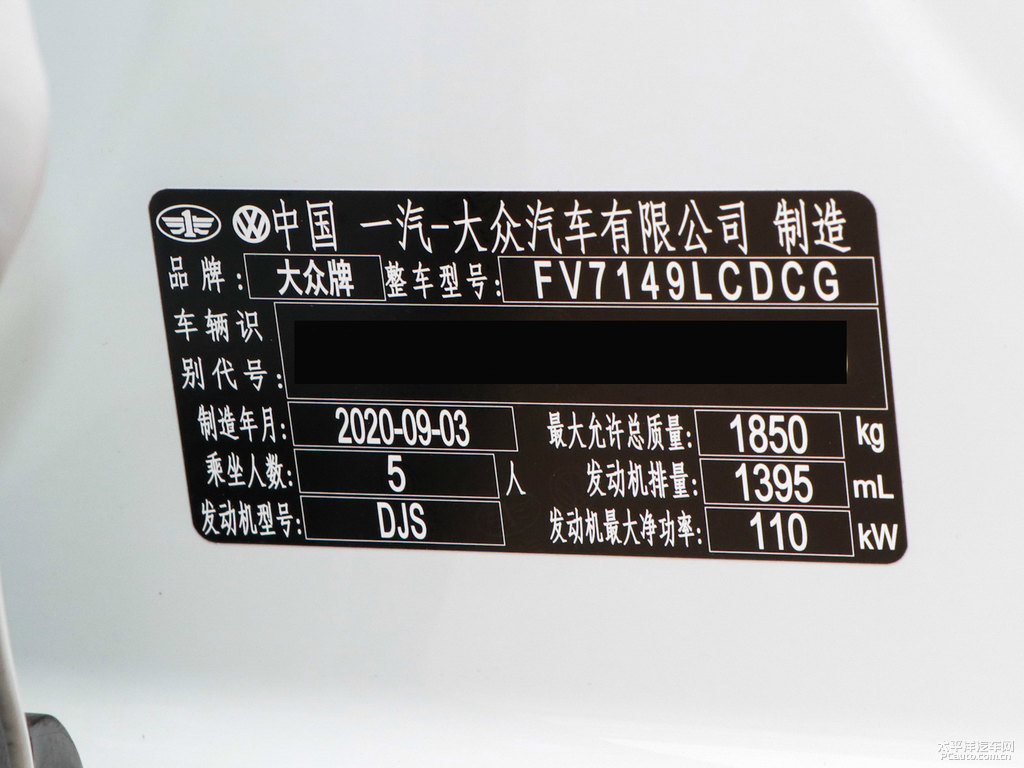 中国 一汽-大众汽车有限公司 制造
品牌: 大众牌 整车型号: FV7149LCDCG
车辆识
别代号:
制造年月: 2020-09-03 最大允许总质量: 1850 kg
乘坐人数: 5 人 发动机排量: 1395 mL
发动机型号: DJS 发动机最大净功率: 110 kW
太平洋汽车网
PCauto.com.cn